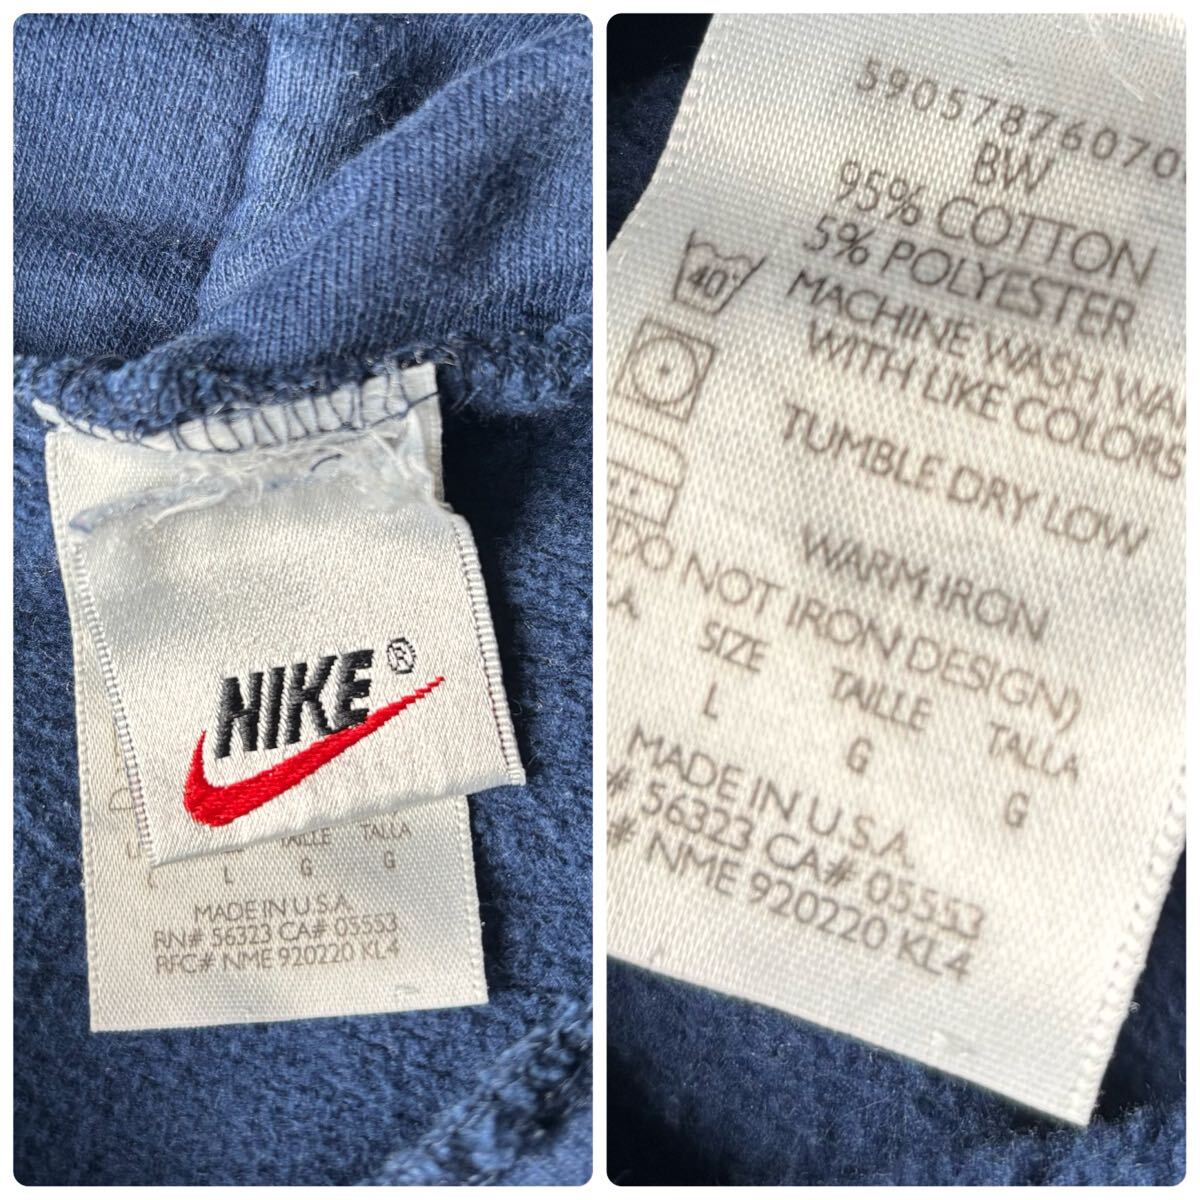 NIKE ®
TAILLE TALLA
L L G G
MADE IN U.S.A.
RN# 56323 CA# 05553
RFC# NME 920220 KL4
59057876070
BW
95% COTTON
5% POLYESTER
40°
MACHINE WASH WA
WITH LIKE COLORS
TUMBLE DRY LOW
WARM IRON
(DO NOT IRON DESIGN)
SIZE TAILLE TALLA
L G G
MADE IN U.S.A.
# 56323 CA# 05553
# NME 920220 KL4